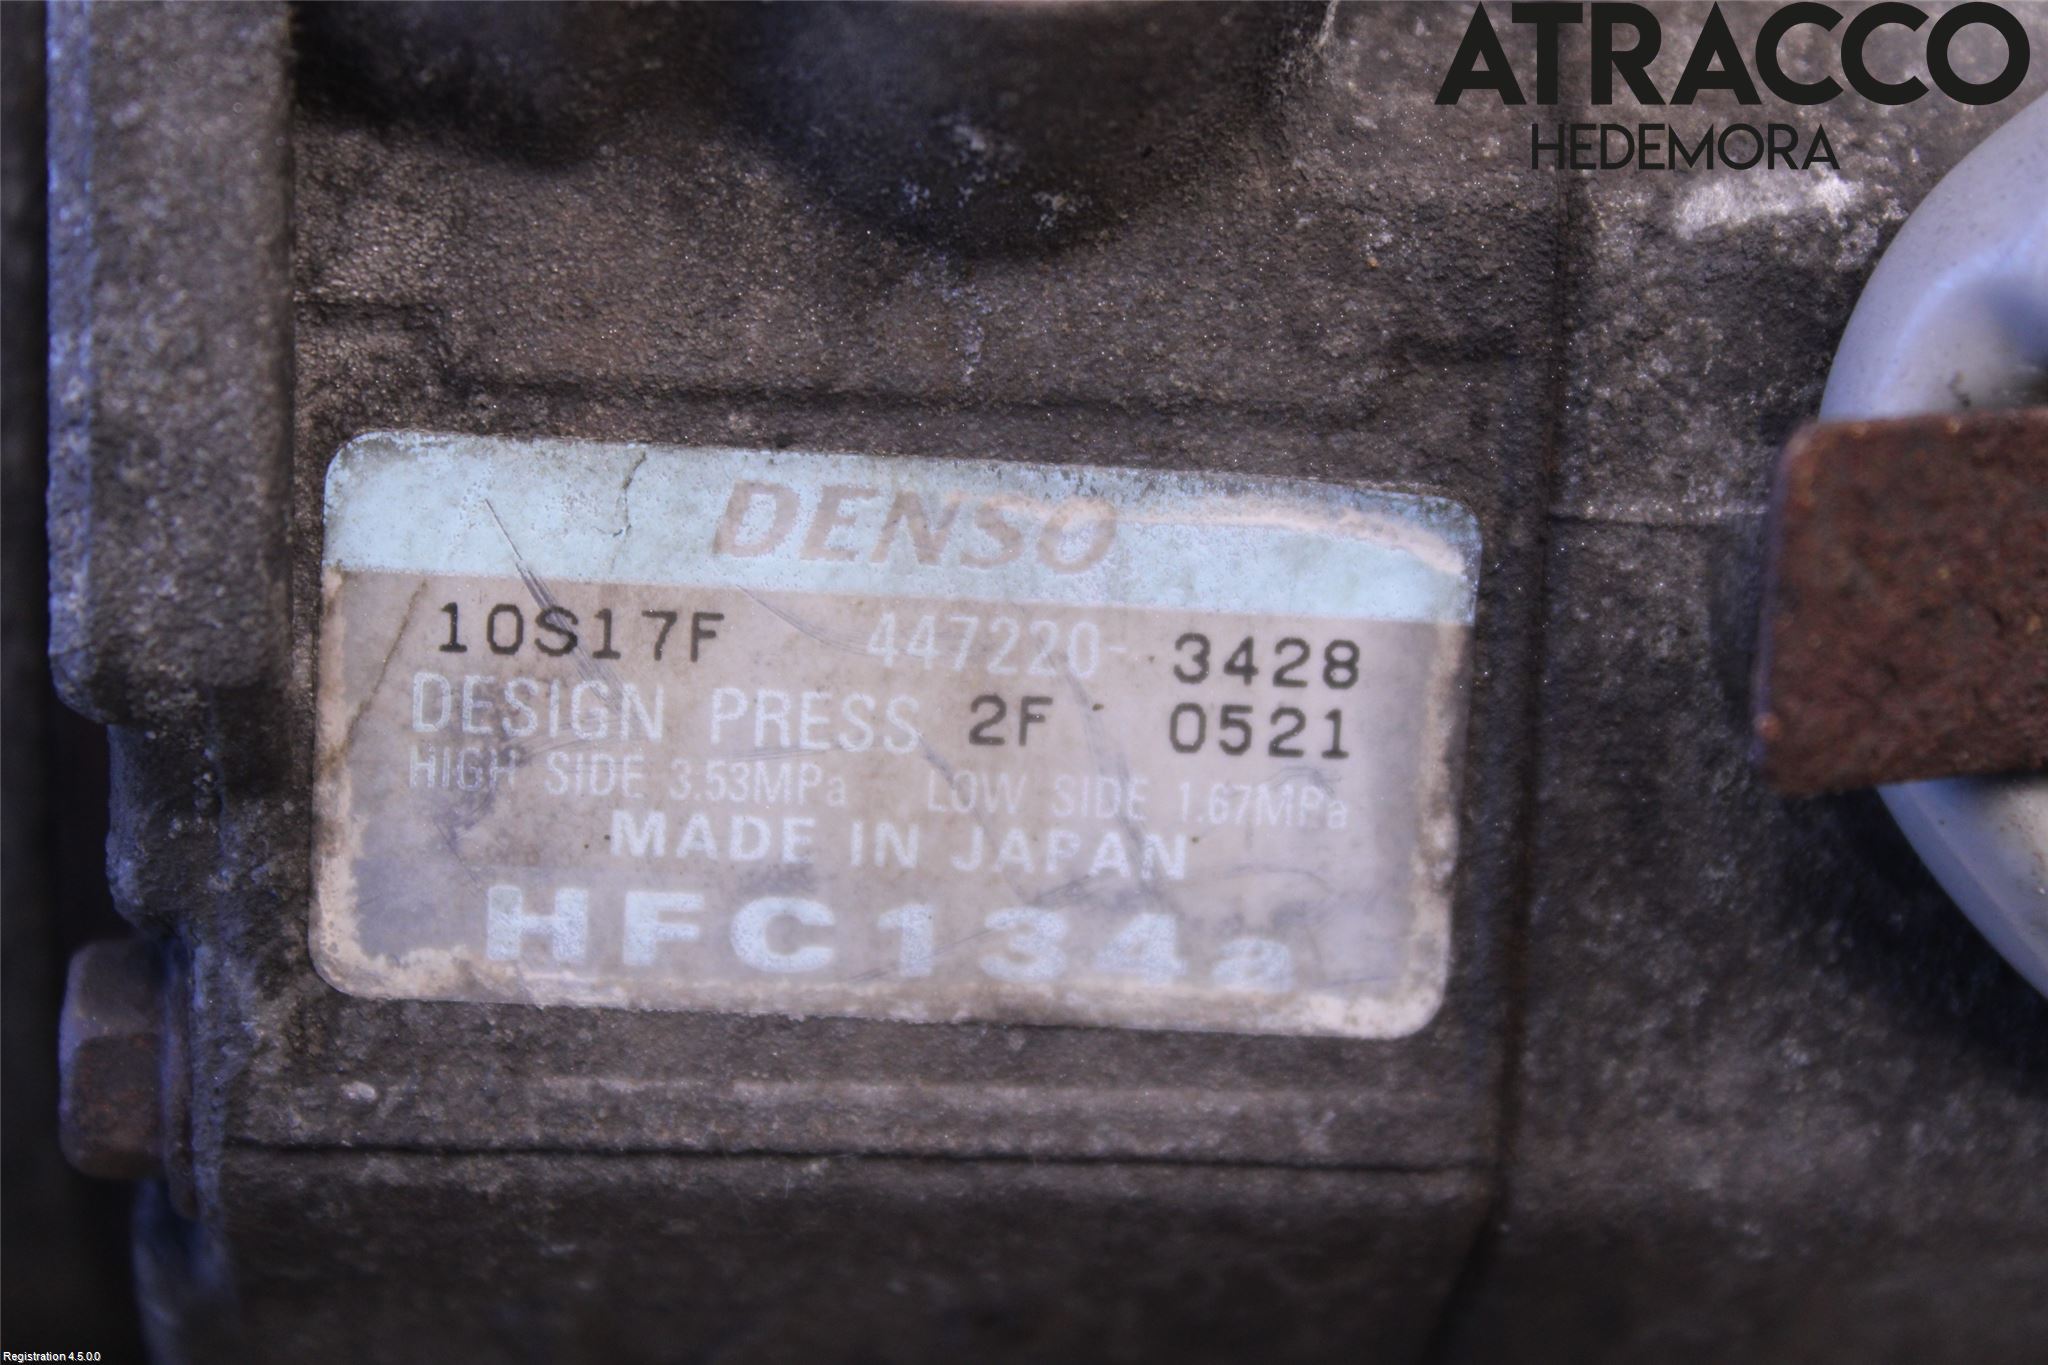 ATRACCO
HEDEMORA
DENSO
10S17F 447220- 3428
DESIGN PRESS 2F 0521
HIGH SIDE 3.53MPa LOW SIDE 1.67MPa
MADE IN JAPAN
HFC134a
Registration 4.5.0.0